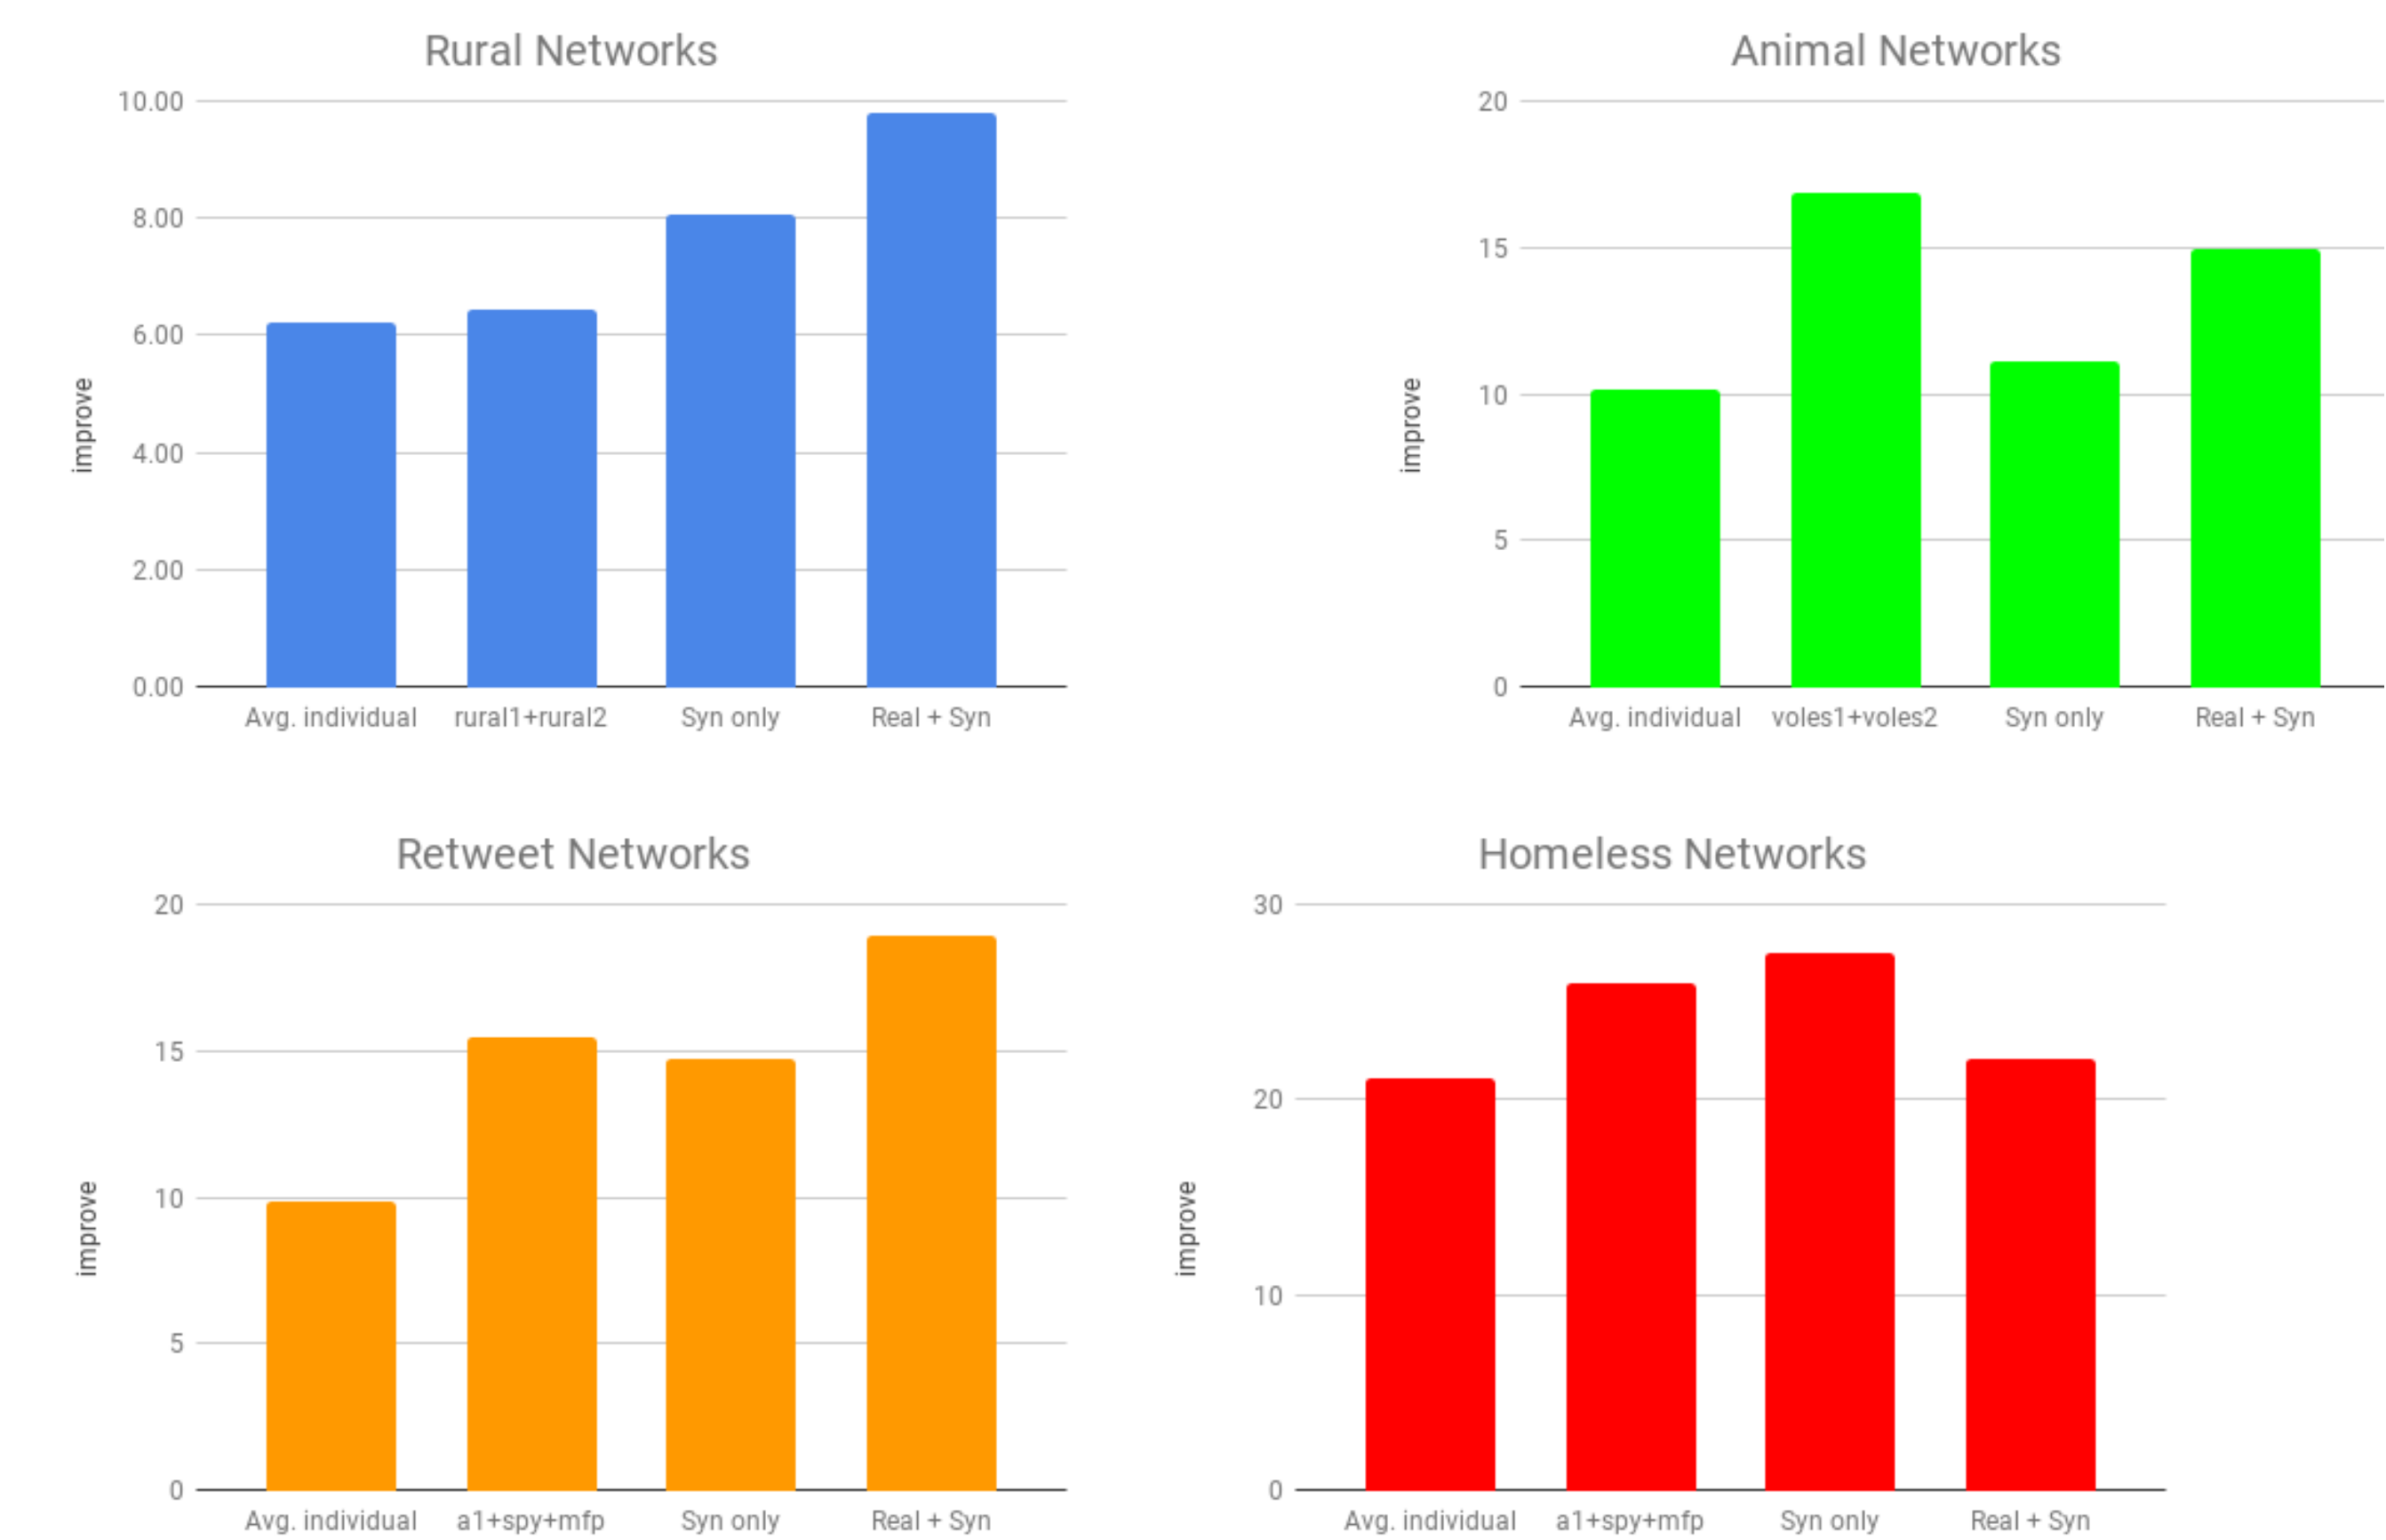 Rural Networks
10.00
8.00
6.00
4.00
2.00
0.00
improve
Avg. individual
rural1+rural2
Syn only
Real + Syn
Animal Networks
20
15
10
5
0
improve
Avg. individual
voles1+voles2
Syn only
Real + Syn
Retweet Networks
20
15
10
5
0
improve
Avg. individual
a1+spy+mfp
Syn only
Real + Syn
Homeless Networks
30
20
10
0
improve
Avg. individual
a1+spy+mfp
Syn only
Real + Syn